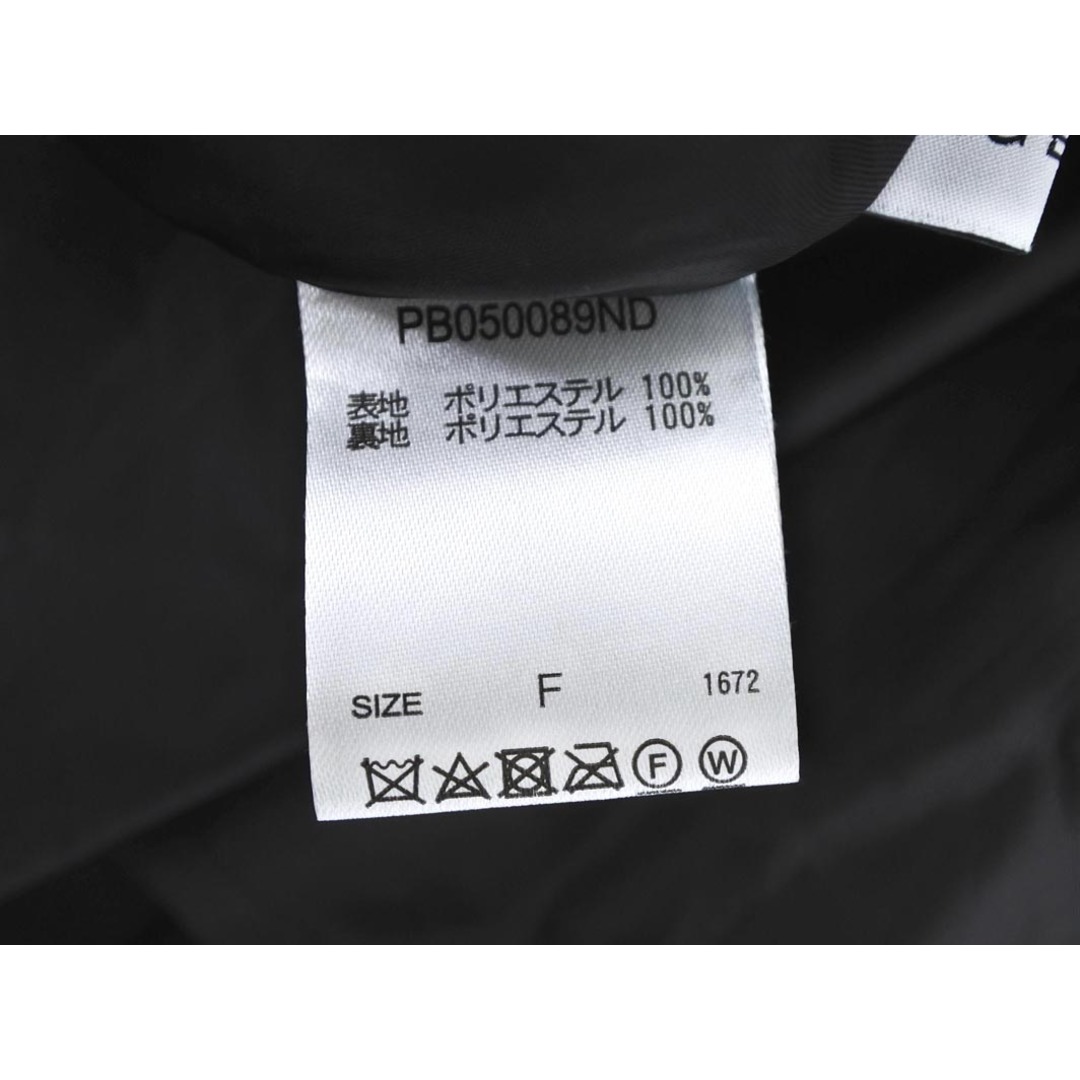 PB050089ND
表地 ポリエステル 100%
裏地 ポリエステル 100%
SIZE F 1672
F W